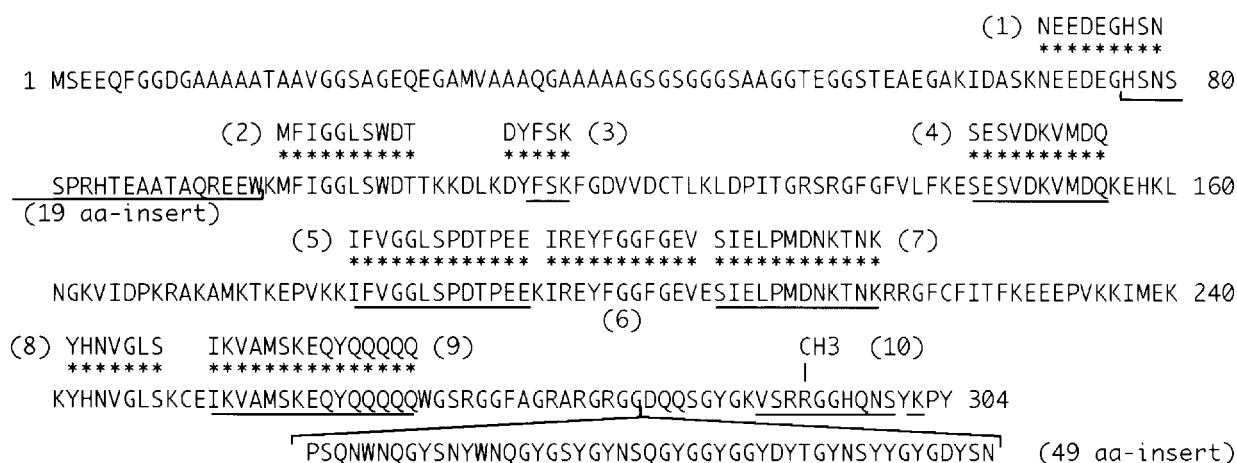 (1) NEEDEGHSN
*********
1 MSEEQFGGDGAAAAATAAVGGSAGEQEGAMVAAAQGAAAAAGSGSGGGSAAGGTEGGSTEAEGAKIDASKNEEDEGHSNS 80
(2) MFIGGLSWDT DYFSK (3) (4) SESVDKVMDQ
********** ***** **********
SPRHTEAATAQREEWKMFIGGLSWDTTKKDLKDYFSKFGDVVDCTLKLDPITGRSRGFGFVLFKESESVDKVMDQKEHKL 160
(19 aa-insert)
(5) IFVGGLSPDTPEE IREYFGGFGEV SIELPMDNKTNK (7)
************* *********** ************
NGKVIDPKRAKAMKTKEPVKKIFVGGLSPDTPEEKIREYFGGFGEVESIELPMDNKTNKRRGFCFITFKEEEPVKKIMEK 240
(6)
(8) YHNVGLS IKVAMSKEQYQQQQQ (9) CH3 (10)
******* ***************
KYHNVGLSKCEIKVAMSKEQYQQQQQWGSRGGFAGRARGRGGDQQSGYGKVSRRGGHQNSYKPY 304
PSQNWNQGYSNYWNQGYGSYGYNSQGYGGYGGYDYTGYNSYYGYGDYSN (49 aa-insert)